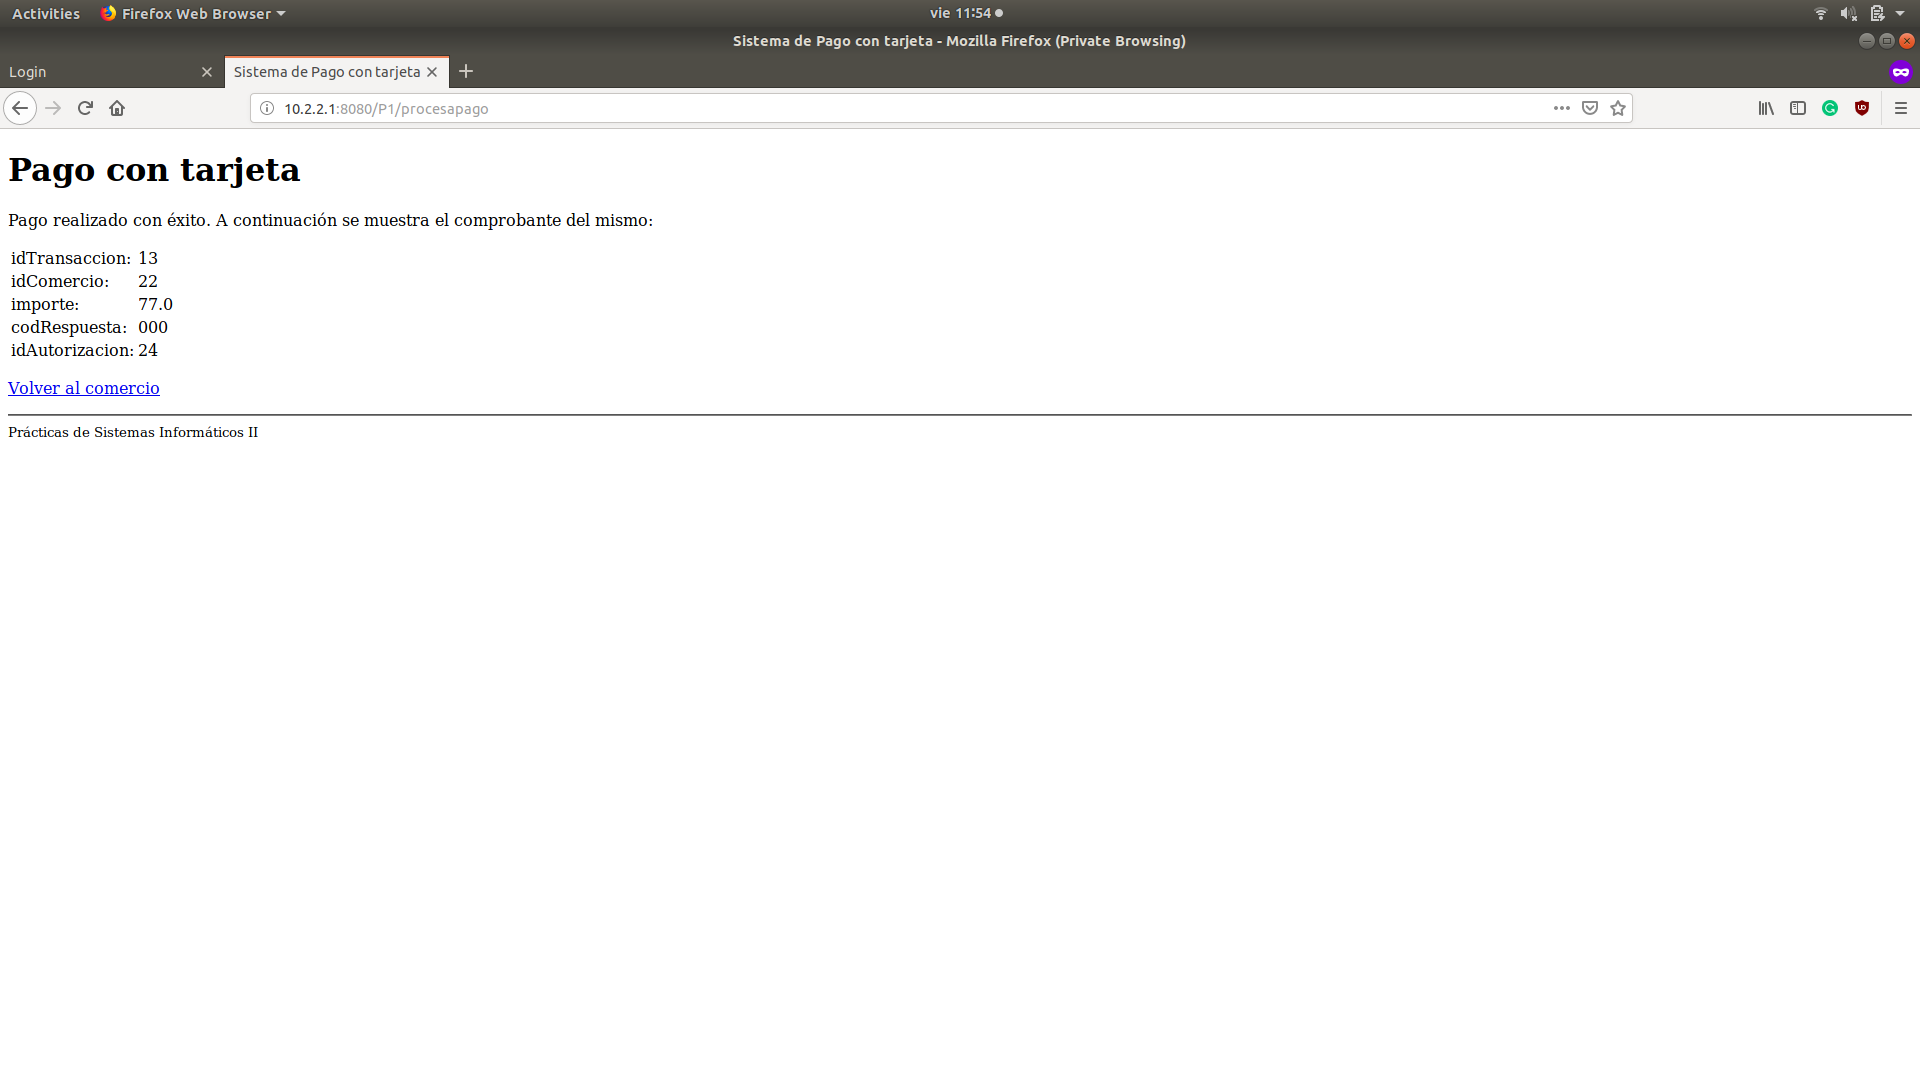 Activities Firefox Web Browser vie 11:54
Sistema de Pago con tarjeta - Mozilla Firefox (Private Browsing)
Login Sistema de Pago con tarjeta
10.2.2.1:8080/P1/procesapago
Pago con tarjeta
Pago realizado con éxito. A continuación se muestra el comprobante del mismo:
idTransaccion: 13
idComercio: 22
importe: 77.0
codRespuesta: 000
idAutorizacion: 24
Volver al comercio
Prácticas de Sistemas Informáticos II